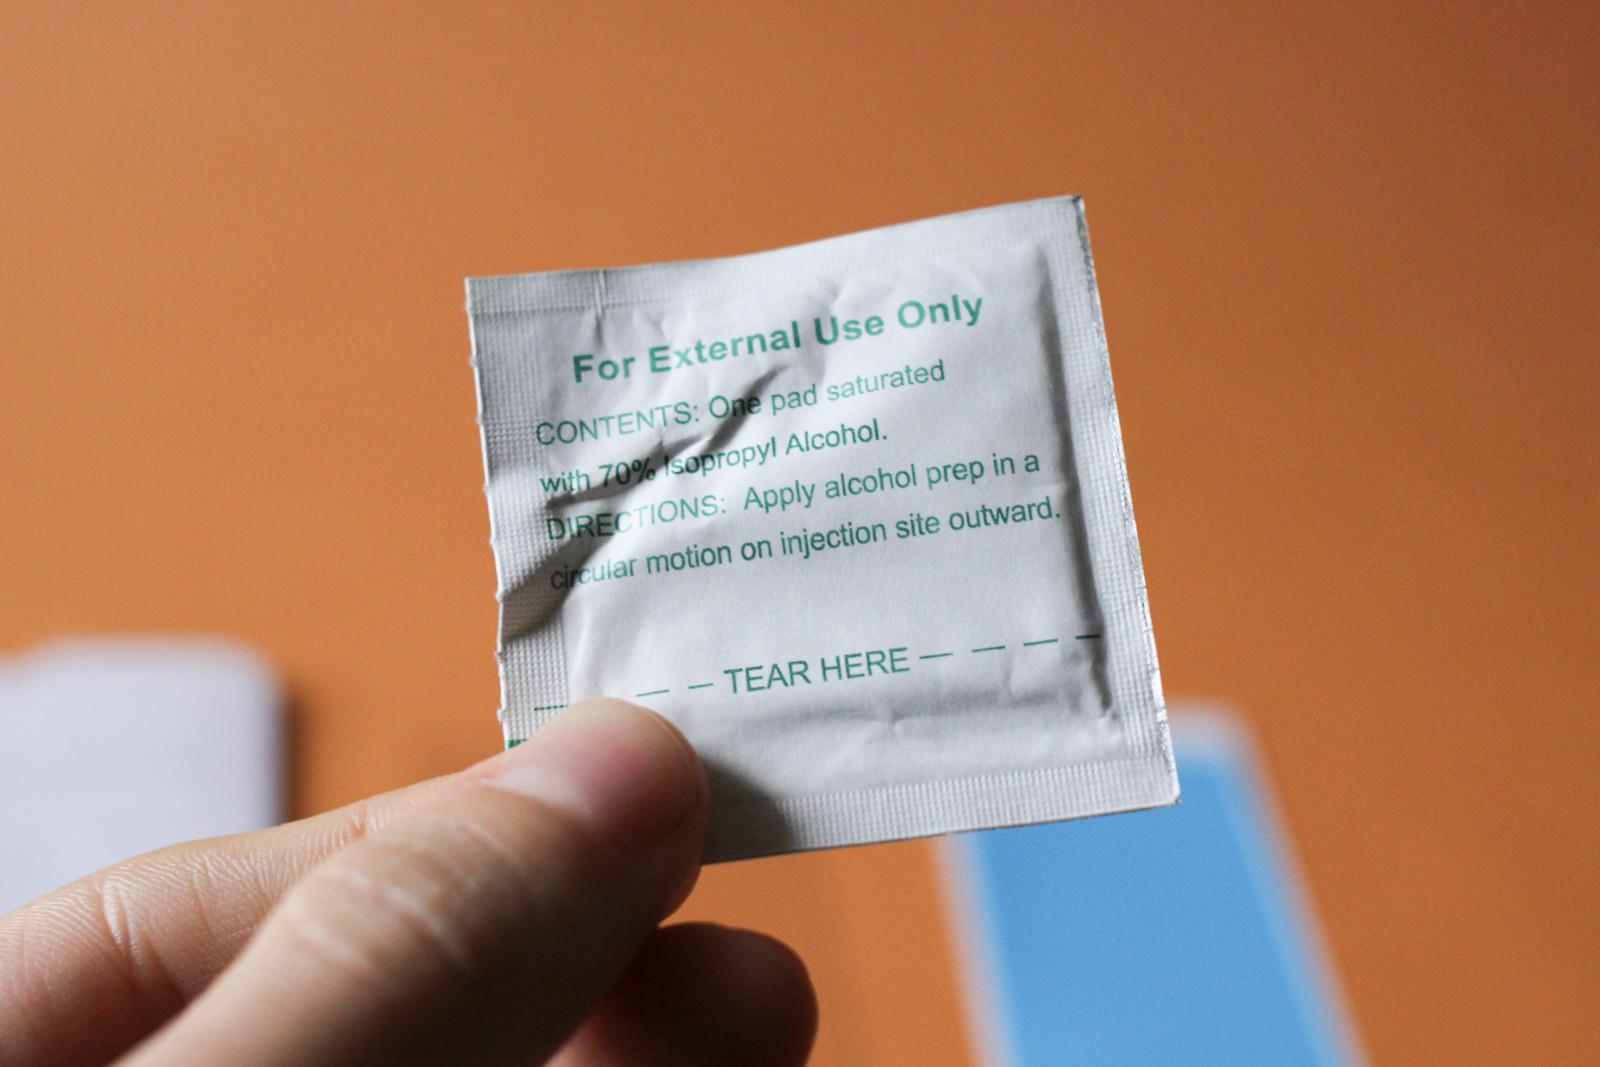 For External Use Only
CONTENTS: One pad saturated
with 70% Isopropyl Alcohol.
DIRECTIONS: Apply alcohol prep in a
circular motion on injection site outward.
TEAR HERE